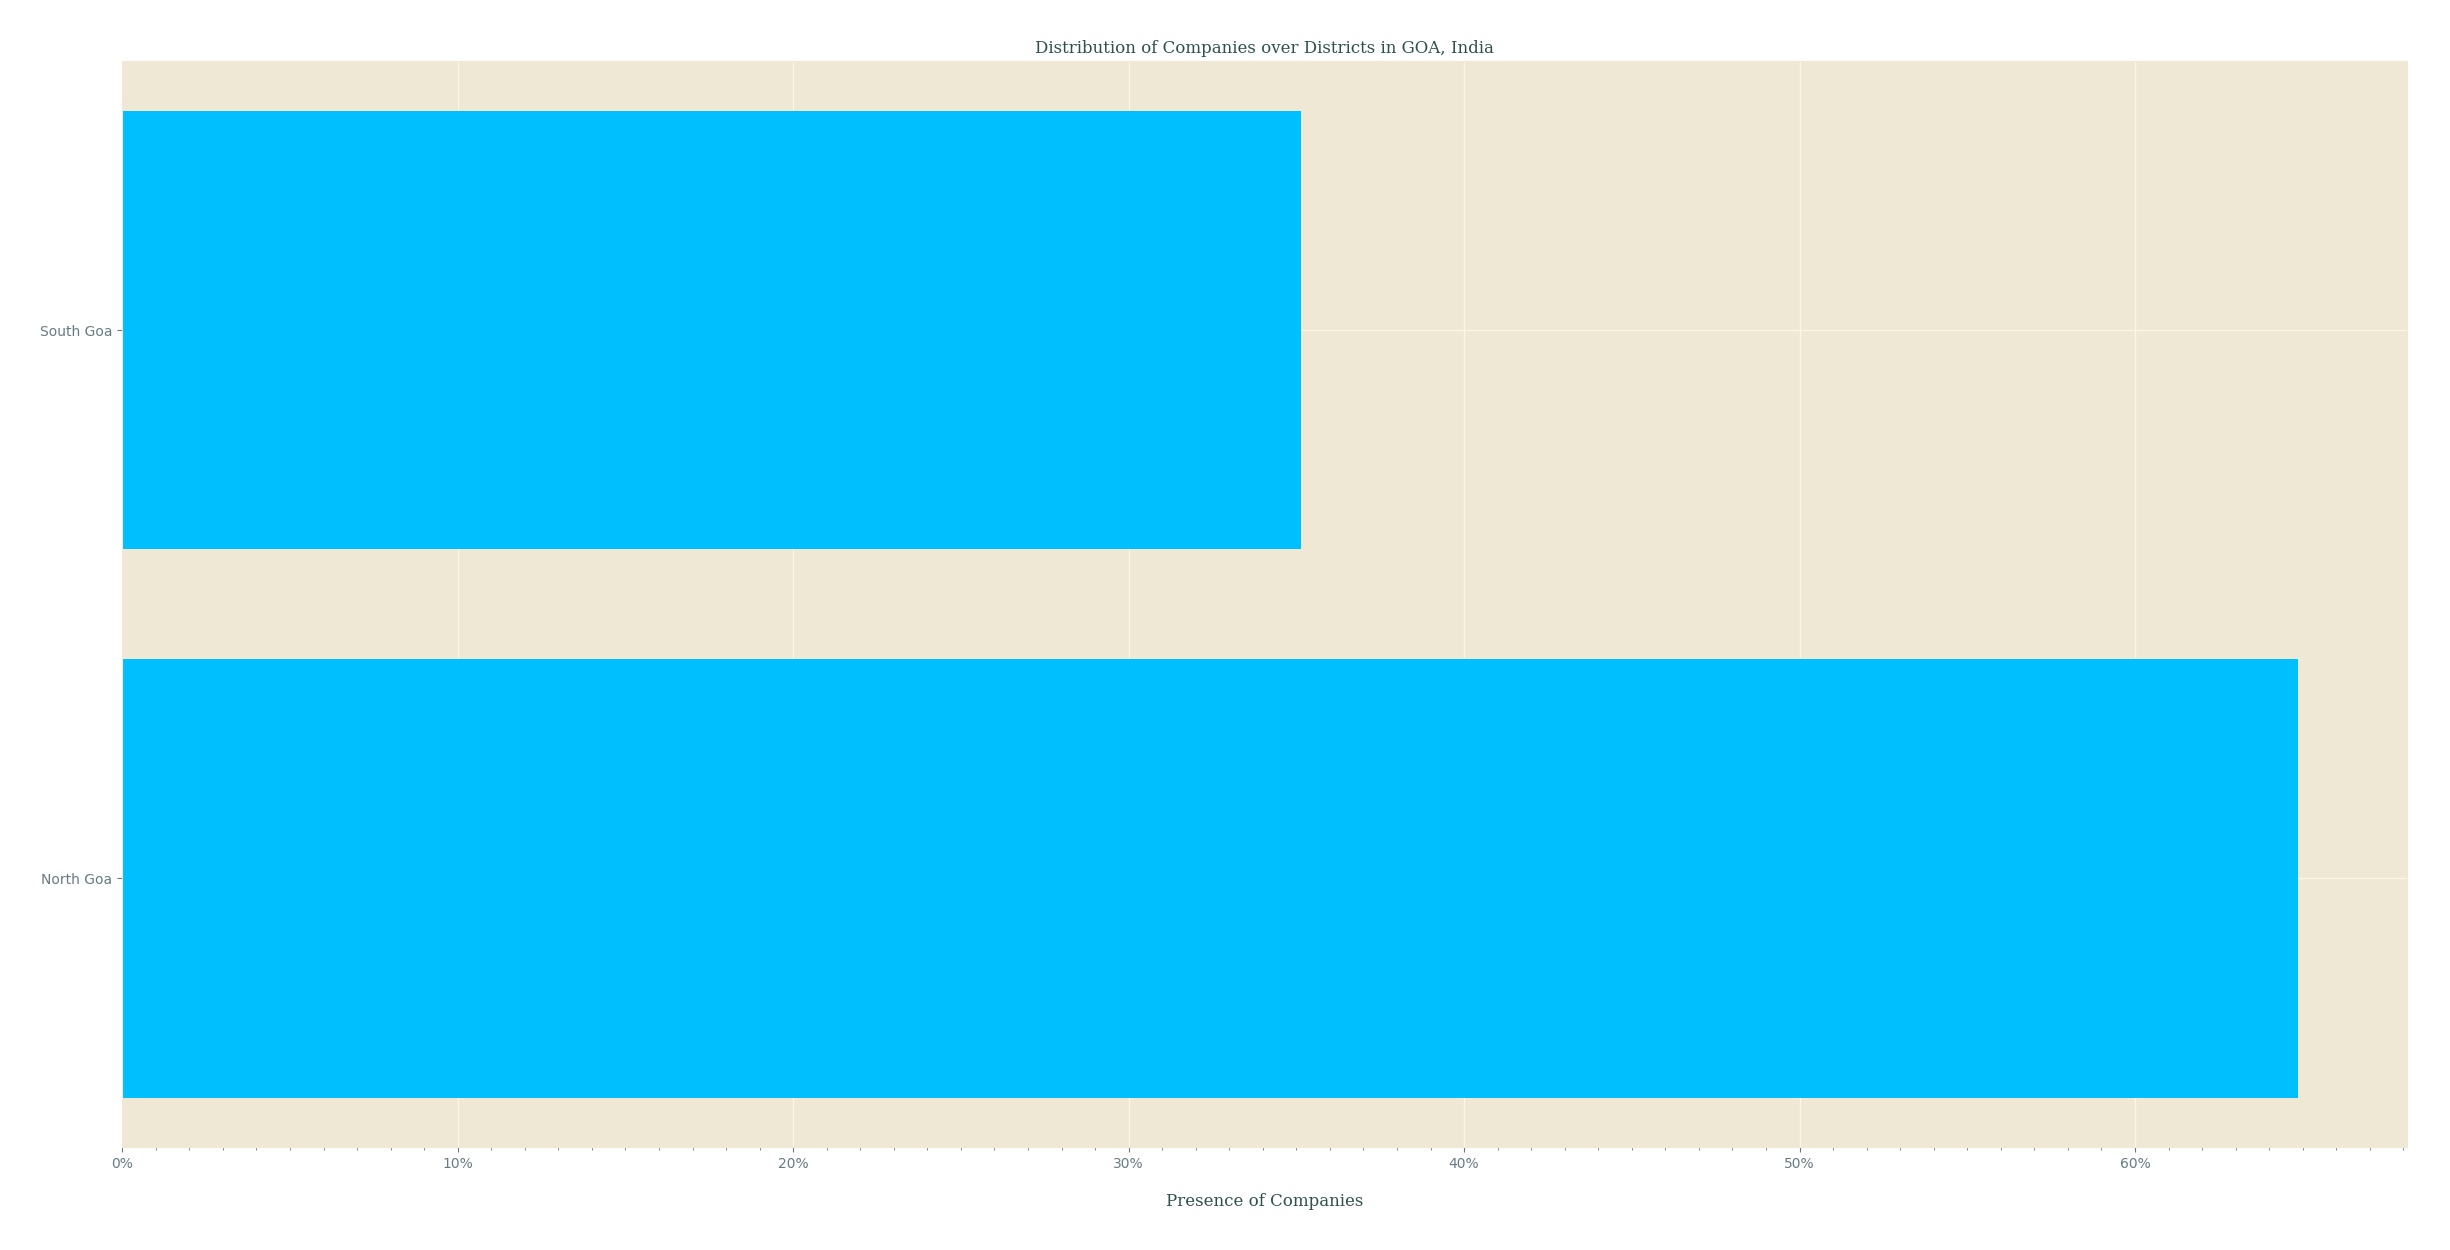 Distribution of Companies over Districts in GOA, India
South Goa
North Goa
0% 10% 20% 30% 40% 50% 60%
Presence of Companies